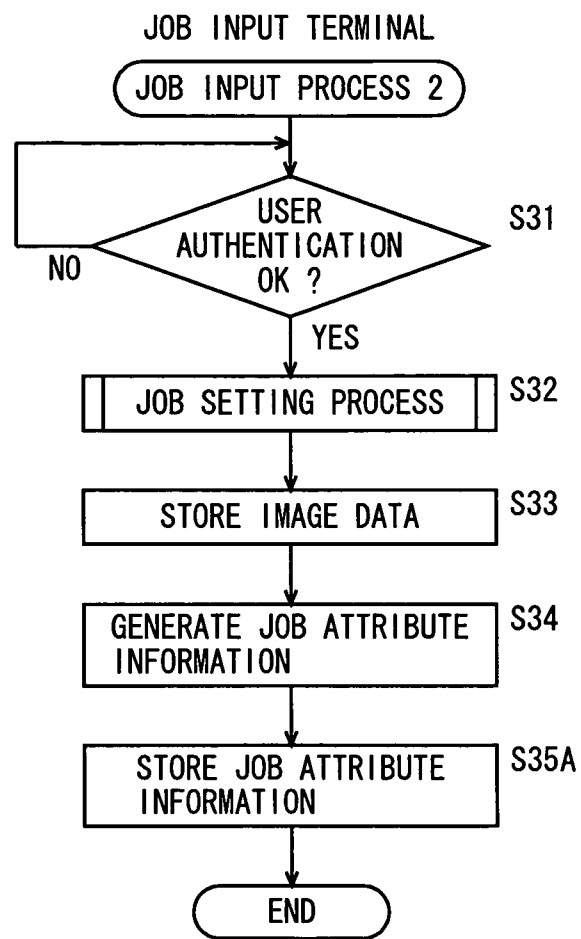 JOB INPUT TERMINAL
JOB INPUT PROCESS 2
USER
AUTHENTICATION
OK ?
S31
NO
YES
JOB SETTING PROCESS
S32
STORE IMAGE DATA
S33
GENERATE JOB ATTRIBUTE
INFORMATION
S34
STORE JOB ATTRIBUTE
INFORMATION
S35A
END